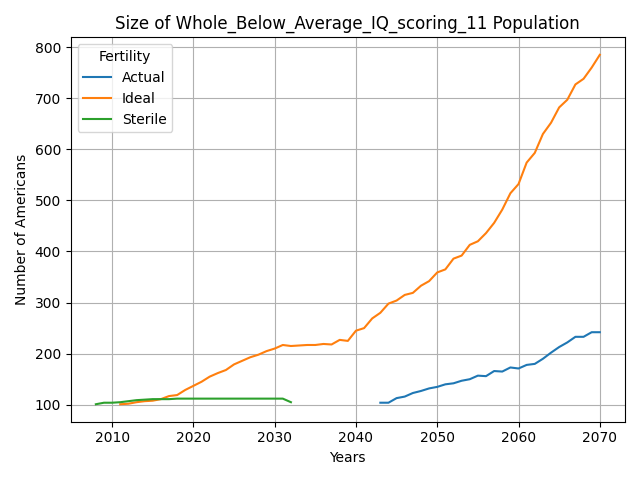 Size of Whole_Below_Average_IQ_scoring_11 Population
Fertility
Actual
Ideal
Sterile
Number of Americans
800
700
600
500
400
300
200
100
2010 2020 2030 2040 2050 2060 2070
Years